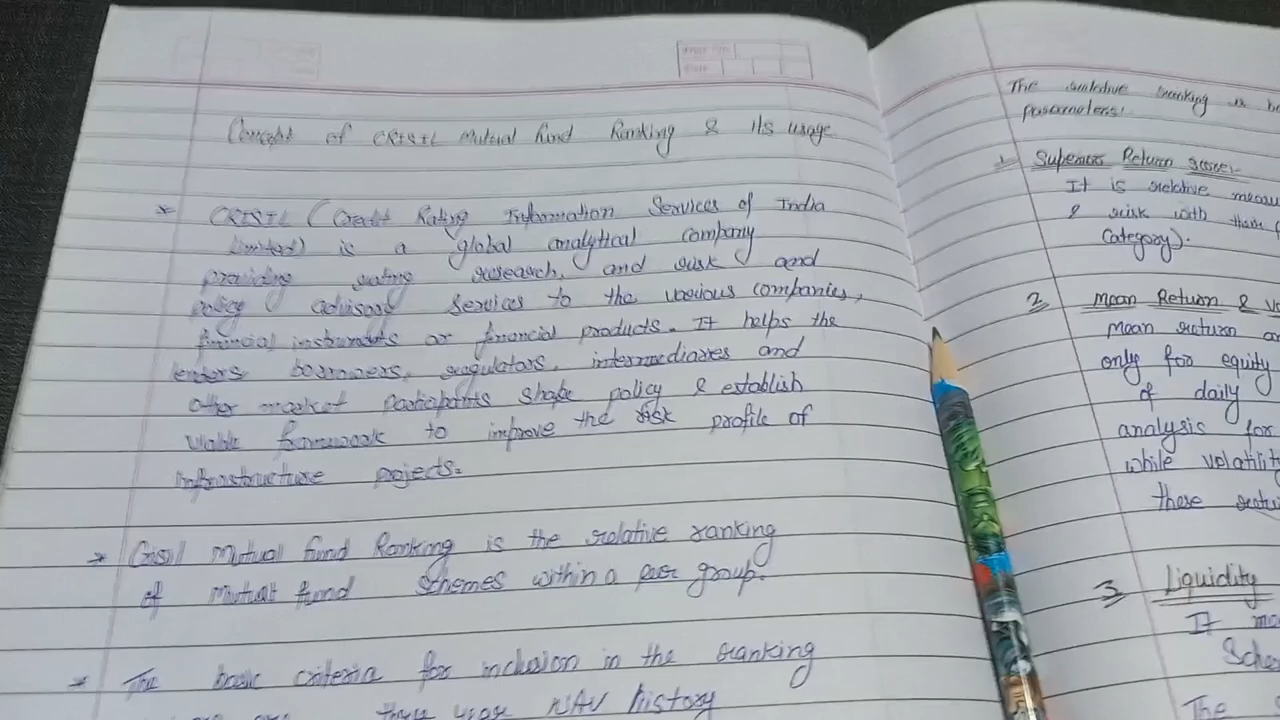 Concept of CRISIL Mutual Fund Ranking & its usage
* CRISIL (Credit Rating Information Services of India
limited) is a global analytical company
providing rating research, and risk and
policy advisory services to the various companies,
financial instruments or financial products. It helps the
lenders borrowers, regulators, intermediaries and
other market participants shape policy & establish
viable framework to improve the risk profile of
infrastructure projects.
* Crisil Mutual fund Ranking is the relative ranking
of mutual fund schemes within a peer group.
* The basic criteria for inclusion in the ranking
three year NAV history
The relative ranking is
parameters:
1. Superior Return score:-
It is relative
& risk with their
Category).
2 Mean Return &
mean return
only for equity
of daily
analysis for
while volatility
these
3 Liquidity
It
The